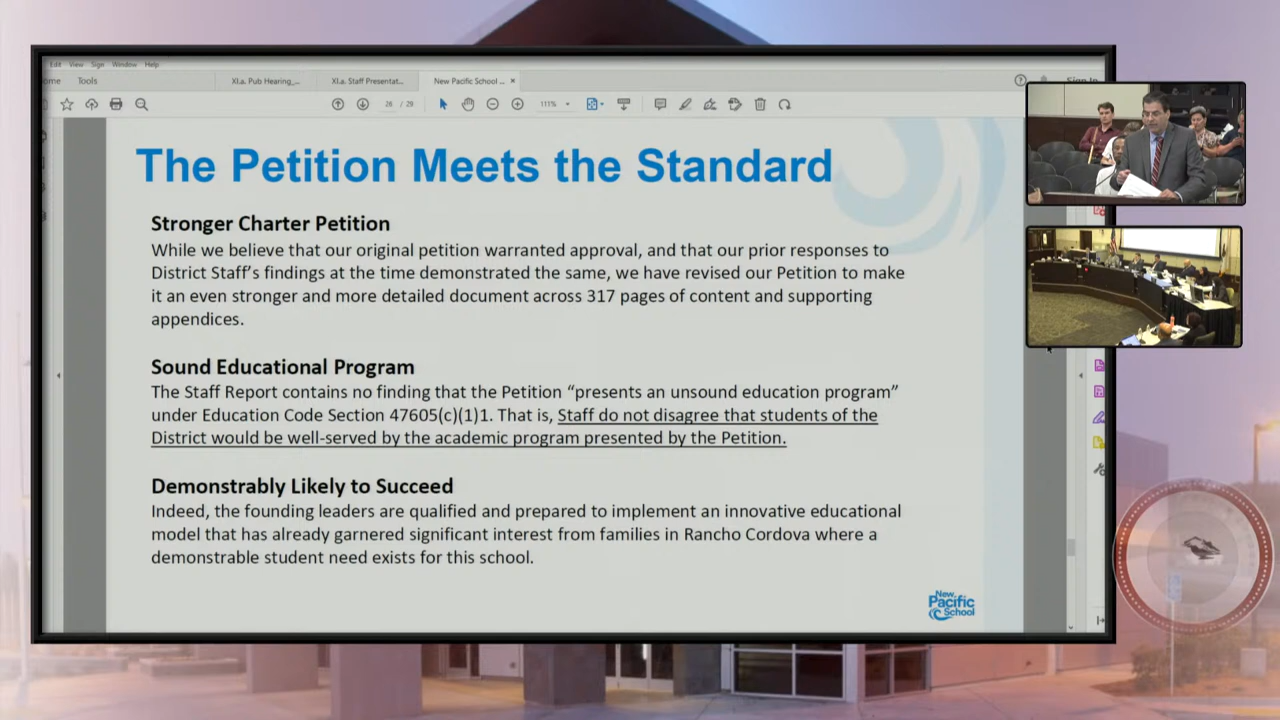 Edit View Sign Window Help
ome Tools XI.a. Pub Hearing_... XI.a. Staff Presentat... New Pacific School ... × Sign In
26 / 29 111%
The Petition Meets the Standard
Stronger Charter Petition
While we believe that our original petition warranted approval, and that our prior responses to
District Staff's findings at the time demonstrated the same, we have revised our Petition to make
it an even stronger and more detailed document across 317 pages of content and supporting
appendices.
Sound Educational Program
The Staff Report contains no finding that the Petition “presents an unsound education program”
under Education Code Section 47605(c)(1)1. That is, Staff do not disagree that students of the
District would be well-served by the academic program presented by the Petition.
Demonstrably Likely to Succeed
Indeed, the founding leaders are qualified and prepared to implement an innovative educational
model that has already garnered significant interest from families in Rancho Cordova where a
demonstrable student need exists for this school.
New
Pacific
School